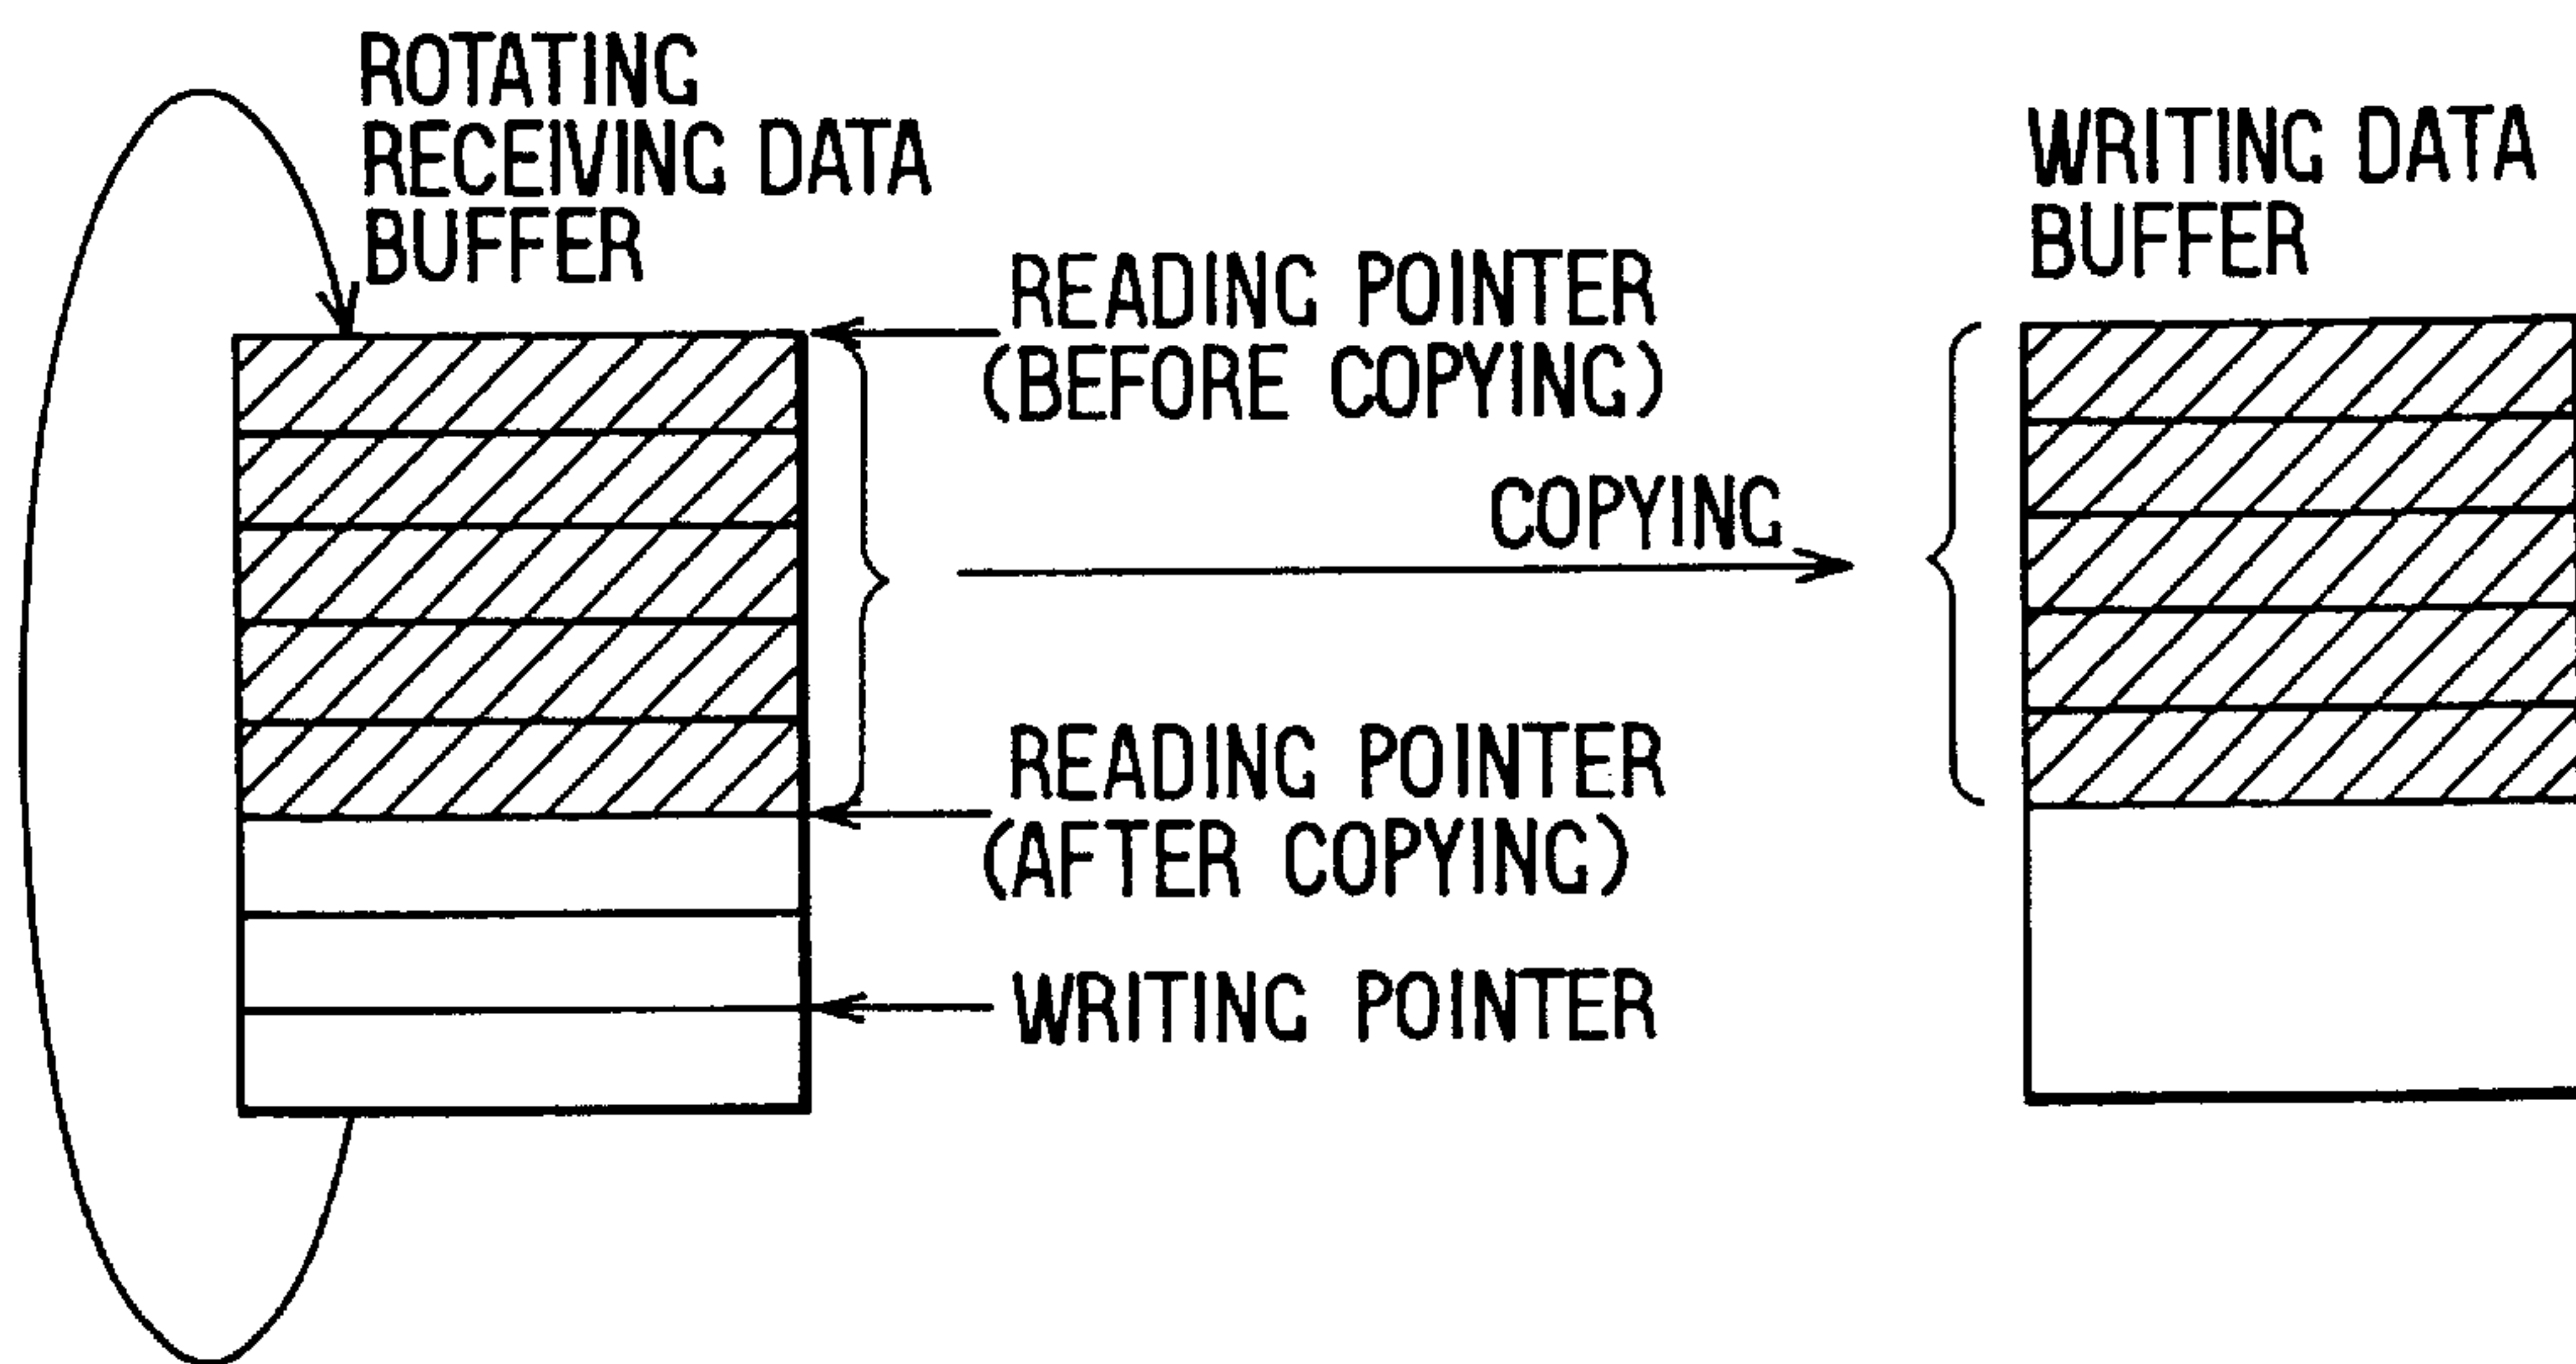 ROTATING
RECEIVING DATA
BUFFER
READING POINTER
(BEFORE COPYING)
COPYING
READING POINTER
(AFTER COPYING)
WRITING POINTER
WRITING DATA
BUFFER